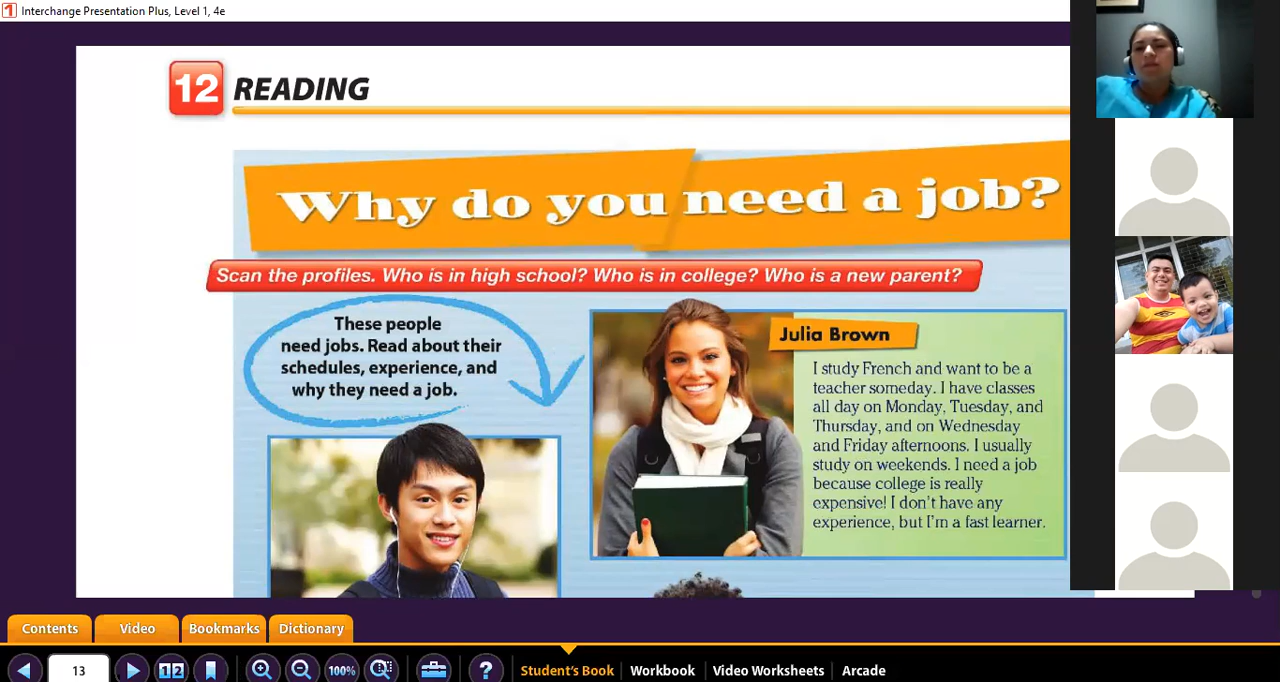 1 Interchange Presentation Plus, Level 1, 4e
12 READING
Why do you need a job?
Scan the profiles. Who is in high school? Who is in college? Who is a new parent?
These people
need jobs. Read about their
schedules, experience, and
why they need a job.
Julia Brown
I study French and want to be a
teacher someday. I have classes
all day on Monday, Tuesday, and
Thursday, and on Wednesday
and Friday afternoons. I usually
study on weekends. I need a job
because college is really
expensive! I don't have any
experience, but I'm a fast learner.
Contents Video Bookmarks Dictionary
13 12 100% ? Student's Book Workbook Video Worksheets Arcade